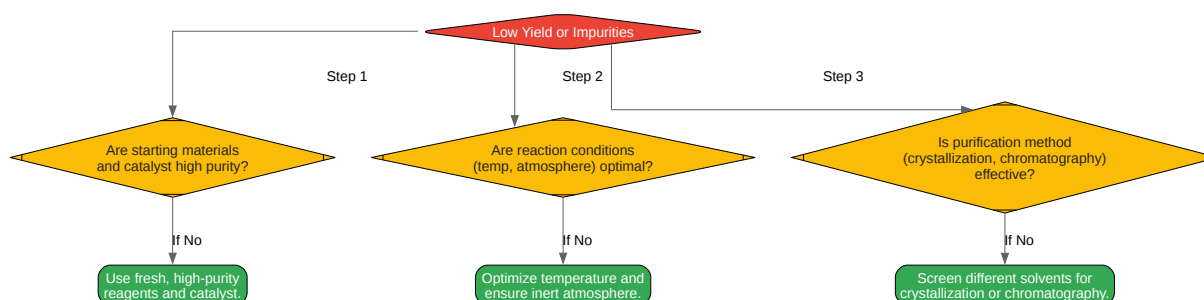 Low Yield or Impurities
Step 1
Step 2
Step 3
Are starting materials
and catalyst high purity?
Are reaction conditions
(temp, atmosphere) optimal?
Is purification method
(crystallization, chromatography)
effective?
If No
If No
If No
Use fresh, high-purity
reagents and catalyst.
Optimize temperature and
ensure inert atmosphere.
Screen different solvents for
crystallization or chromatography.